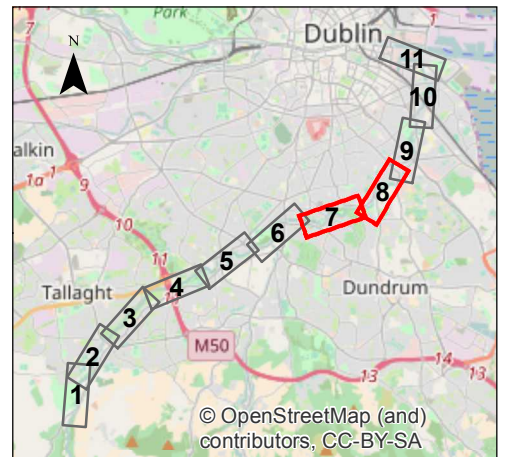 Park
Dublin
7
1
N
11
10
alkin
9
1a
9
8
10
7
6
11
5
Tallaght
4
Dundrum
3
M50
2
14
13
13
1
© OpenStreetMap (and)
contributors, CC-BY-SA